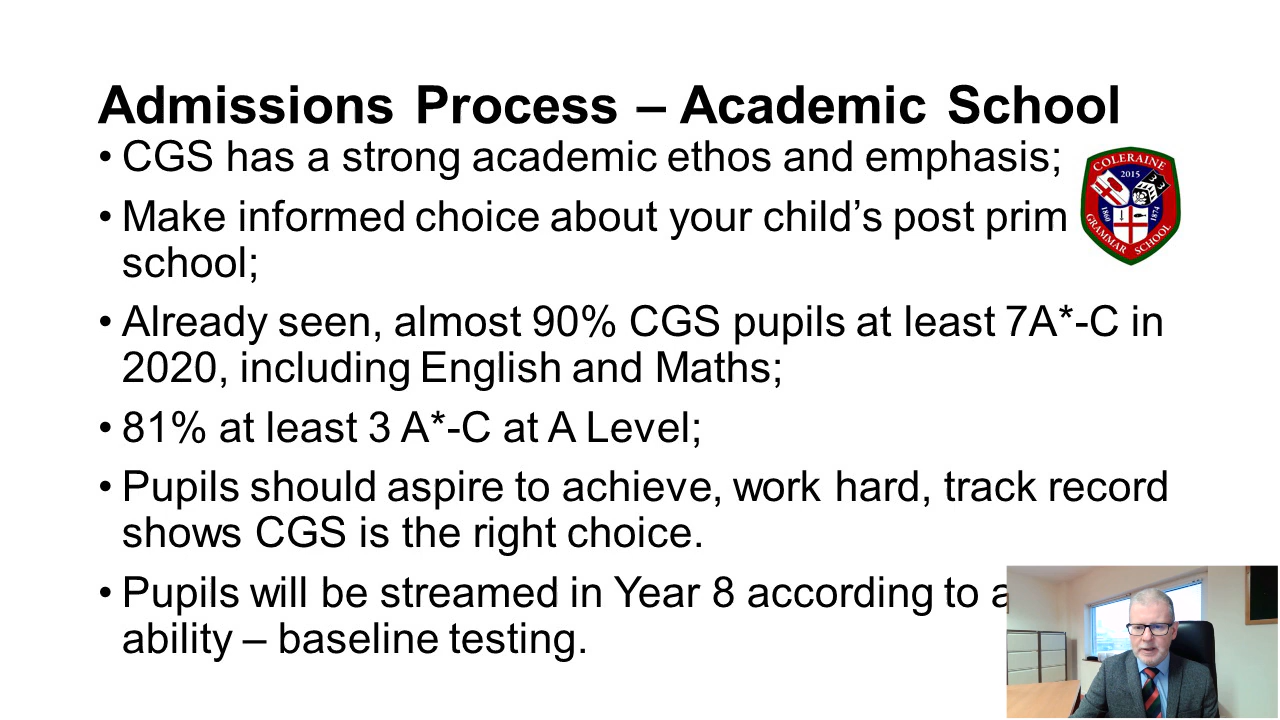 Admissions Process – Academic School
• CGS has a strong academic ethos and emphasis;
• Make informed choice about your child’s post prim
school;
• Already seen, almost 90% CGS pupils at least 7A*-C in
2020, including English and Maths;
• 81% at least 3 A*-C at A Level;
• Pupils should aspire to achieve, work hard, track record
shows CGS is the right choice.
• Pupils will be streamed in Year 8 according to a
ability – baseline testing.
COLERAINE
2015
1860
1874
GRAMMAR SCHOOL